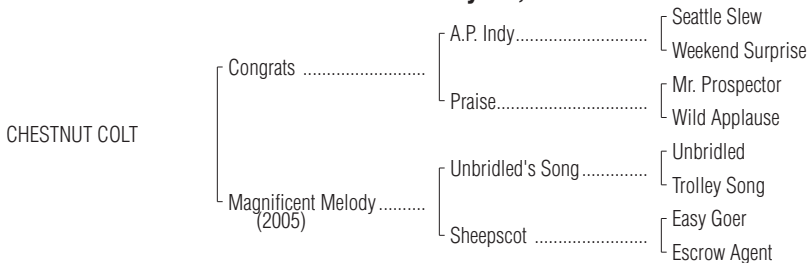 Seattle Slew
A.P. Indy
Weekend Surprise
Congrats
Mr. Prospector
Praise
Wild Applause
CHESTNUT COLT
Unbridled
Unbridled's Song
Trolley Song
Magnificent Melody
(2005)
Easy Goer
Sheepscot
Escrow Agent